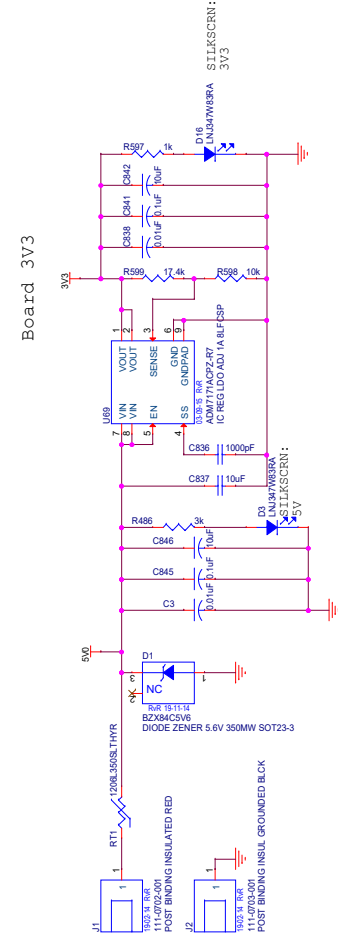 Board 3V3
SILKSCRN:
3V3
D16
LNJ347W83RA
R597
1k
C842
10uF
C841
0.1uF
C838
0.01uF
3V3
R599
17.4k
R598
10k
1
2
3
6
9
VOUT
VOUT
SENSE
GND
GNDPAD
VIN
VIN
EN
SS
7
8
5
4
U69
03-09-15 RvR
ADM7171ACPZ-R7
IC REG LDO ADJ 1A 8LFCSP
C836
1000pF
C837
10uF
R486
3k
D3
LNJ347W83RA
SILKSCRN:
5V
C846
10uF
C845
0.1uF
C3
0.01uF
5V0
D1
3
1
2
NC
RvR 19-11-14
BZX84C5V6
DIODE ZENER 5.6V 350MW SOT23-3
RT1
1206L350SLTHYR
1
1
J1
1902-14 RvR
111-0702-001
POST BINDING INSULATED RED
1
1
J2
1902-14 RvR
111-0703-001
POST BINDING INSUL GROUNDED BLCK